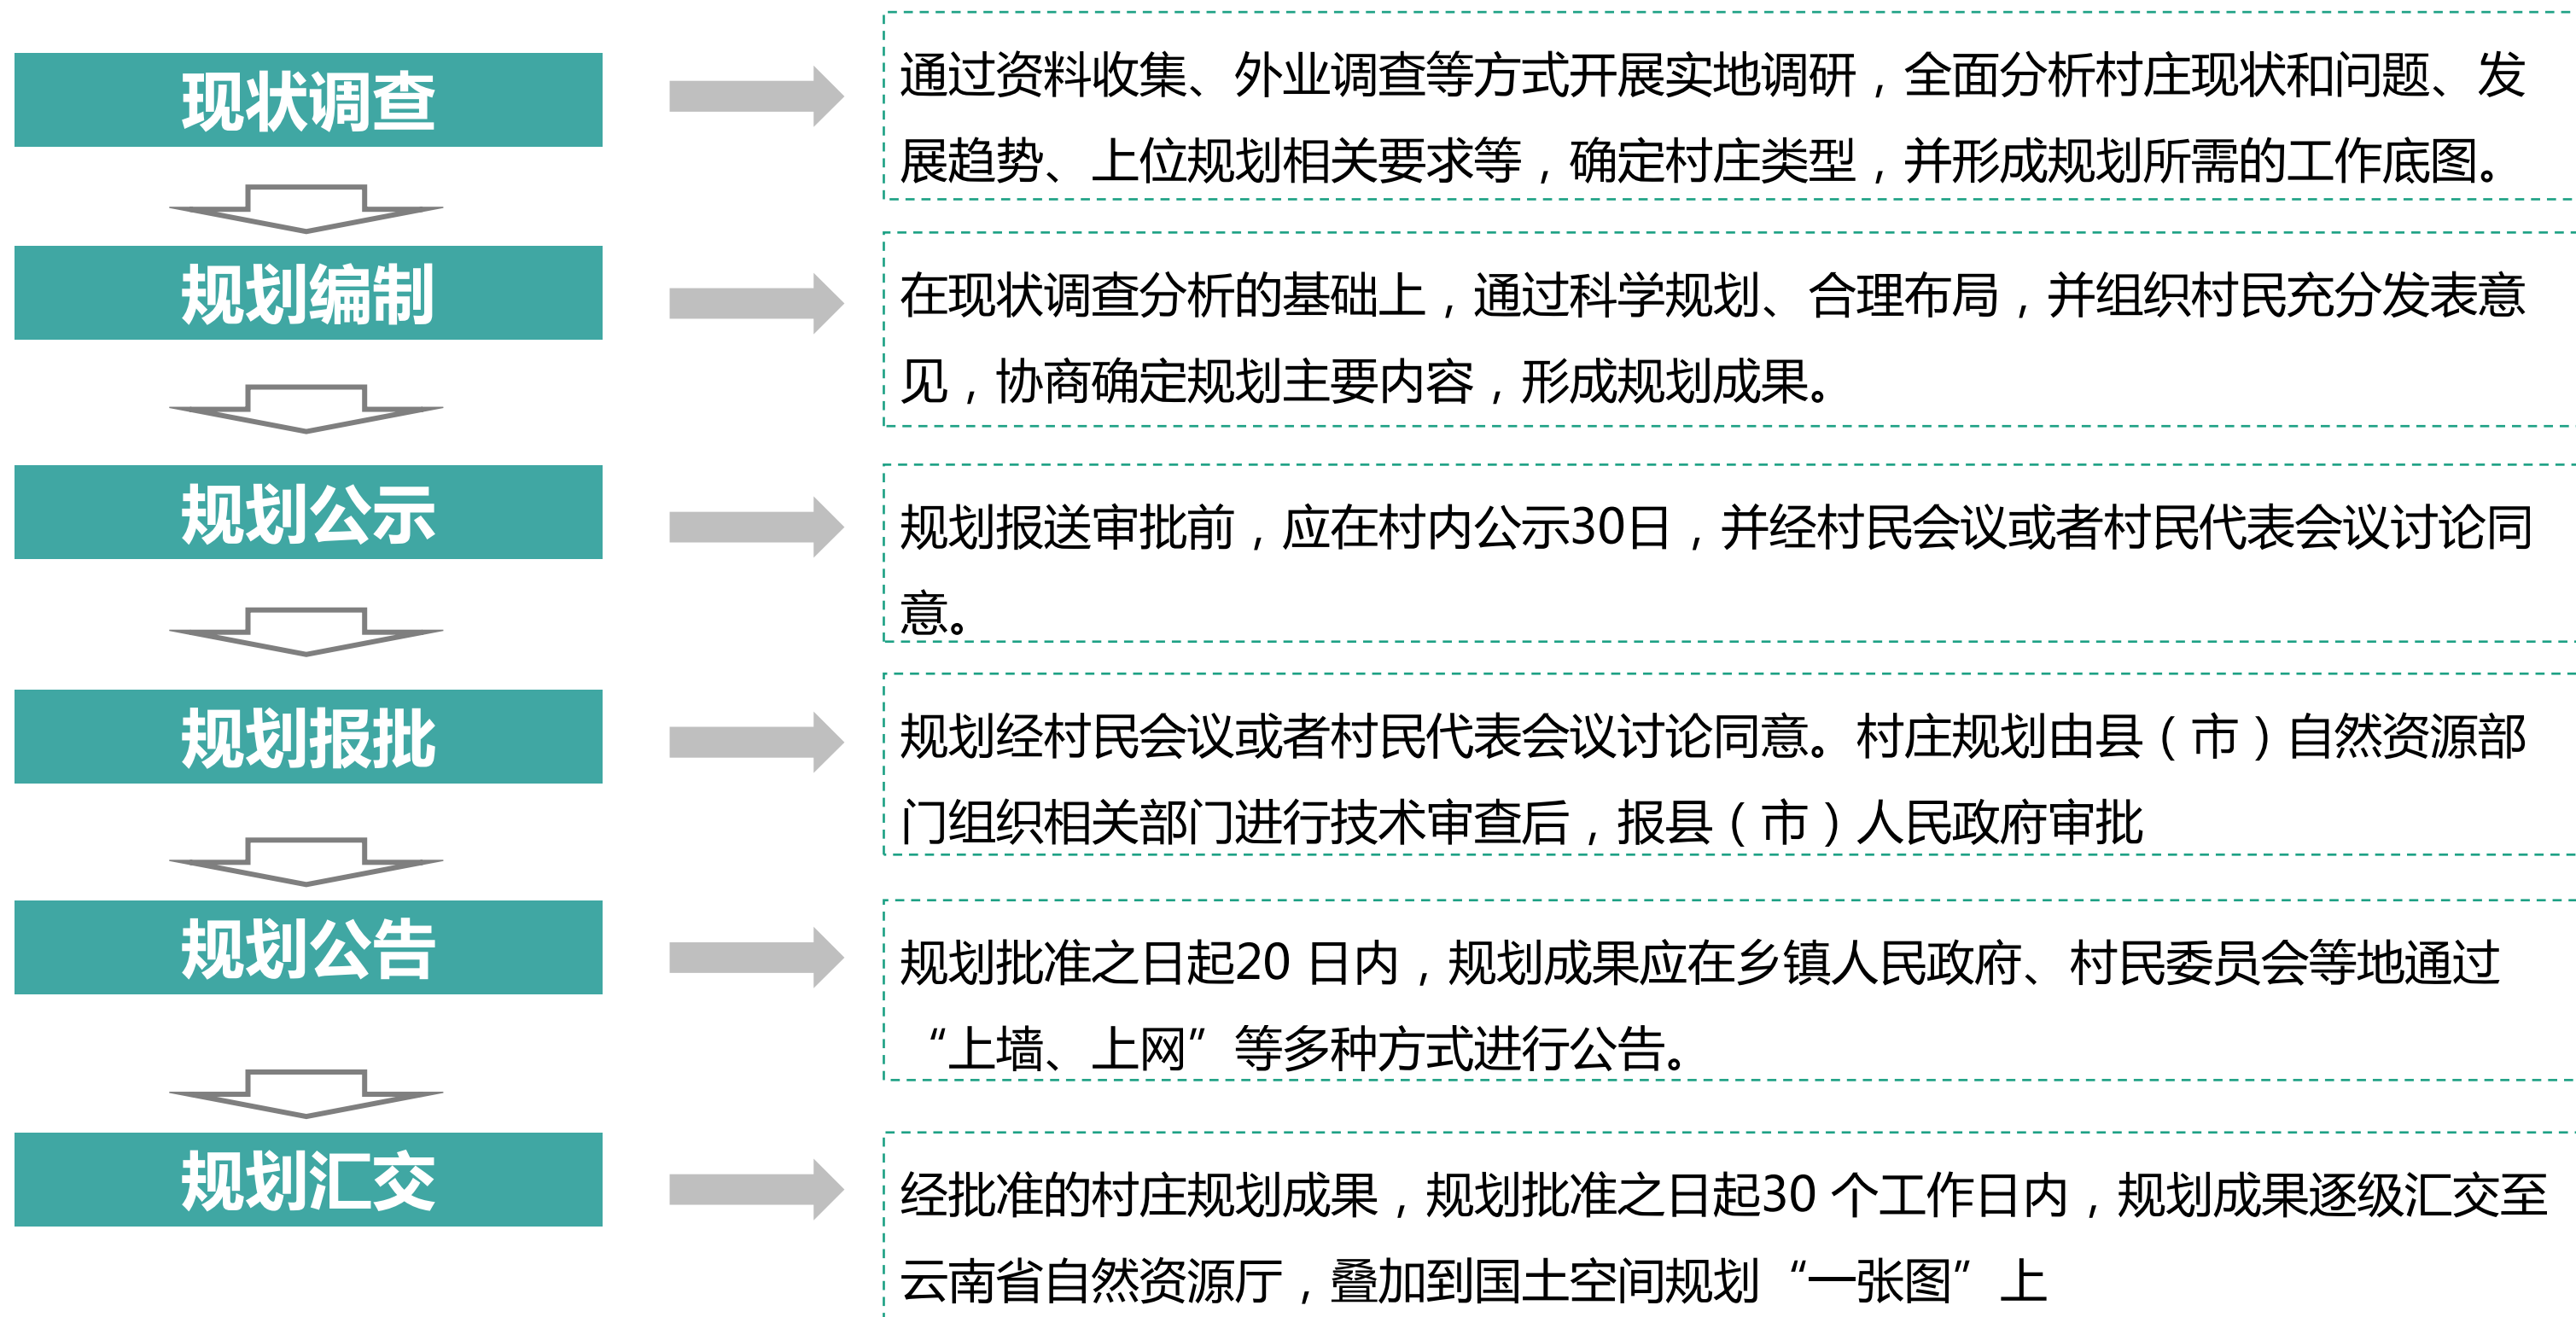 现状调查
通过资料收集、外业调查等方式开展实地调研，全面分析村庄现状和问题、发
展趋势、上位规划相关要求等，确定村庄类型，并形成规划所需的工作底图。
规划编制
在现状调查分析的基础上，通过科学规划、合理布局，并组织村民充分发表意
见，协商确定规划主要内容，形成规划成果。
规划公示
规划报送审批前，应在村内公示30日，并经村民会议或者村民代表会议讨论同
意。
规划报批
规划经村民会议或者村民代表会议讨论同意。村庄规划由县（市）自然资源部
门组织相关部门进行技术审查后，报县（市）人民政府审批
规划公告
规划批准之日起20 日内，规划成果应在乡镇人民政府、村民委员会等地通过
“上墙、上网”等多种方式进行公告。
规划汇交
经批准的村庄规划成果，规划批准之日起30 个工作日内，规划成果逐级汇交至
云南省自然资源厅，叠加到国土空间规划“一张图”上